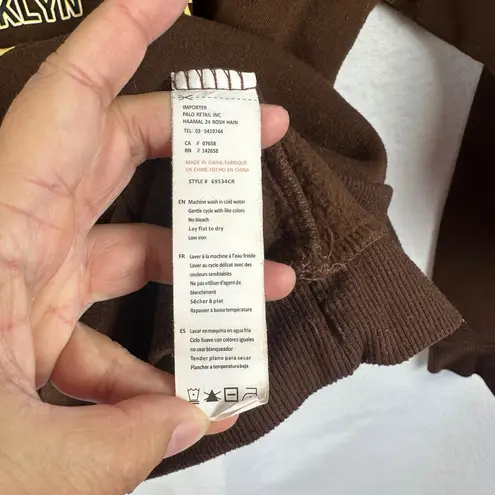 KLYN
IMPORTER
PALO RETAIL INC
HAAMAL 24 ROSH HAIN
TEL: 03 5419744
CA # 07658
RN # 142658
MADE IN CHINA/FABRIQUE
EN CHINE/HECHO EN CHINA
STYLE # 69534CR
EN Machine wash in cold water
Gentle cycle with like colors
No bleach
Lay flat to dry
Low iron
FR Laver à la machine à l'eau froide
Laver au cycle délicat avec des
couleurs semblables
Ne pas utiliser d'agent de
blanchiment
Sécher à plat
Repasser à basse température
ES Lavar en maquina en agua fria
Ciclo Suave con colores iguales
no usar blanqueador
Tender plano para secar
Planchar a temperatura baje